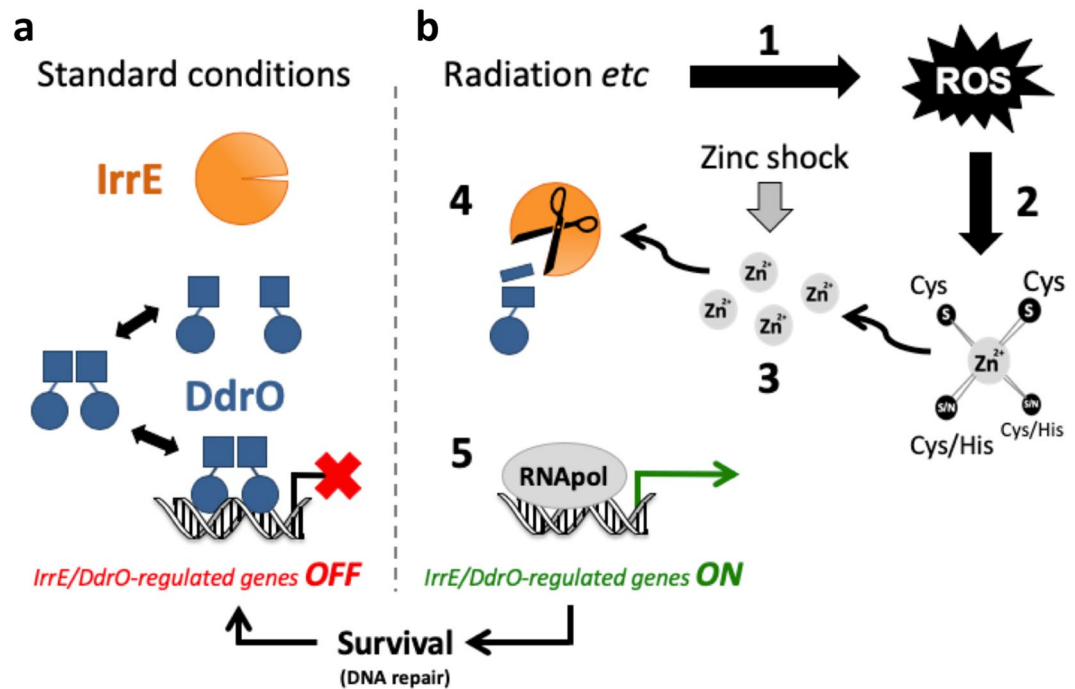 a
Standard conditions
IrrE
DdrO
IrrE/DdrO-regulated genes OFF
b
Radiation etc
1
ROS
2
Zinc shock
4
Zn2+
Zn2+
Zn2+
Zn2+
3
Cys
Cys
S
S
Zn2+
S/N
S/N
Cys/His
Cys/His
5
RNApol
IrrE/DdrO-regulated genes ON
Survival
(DNA repair)